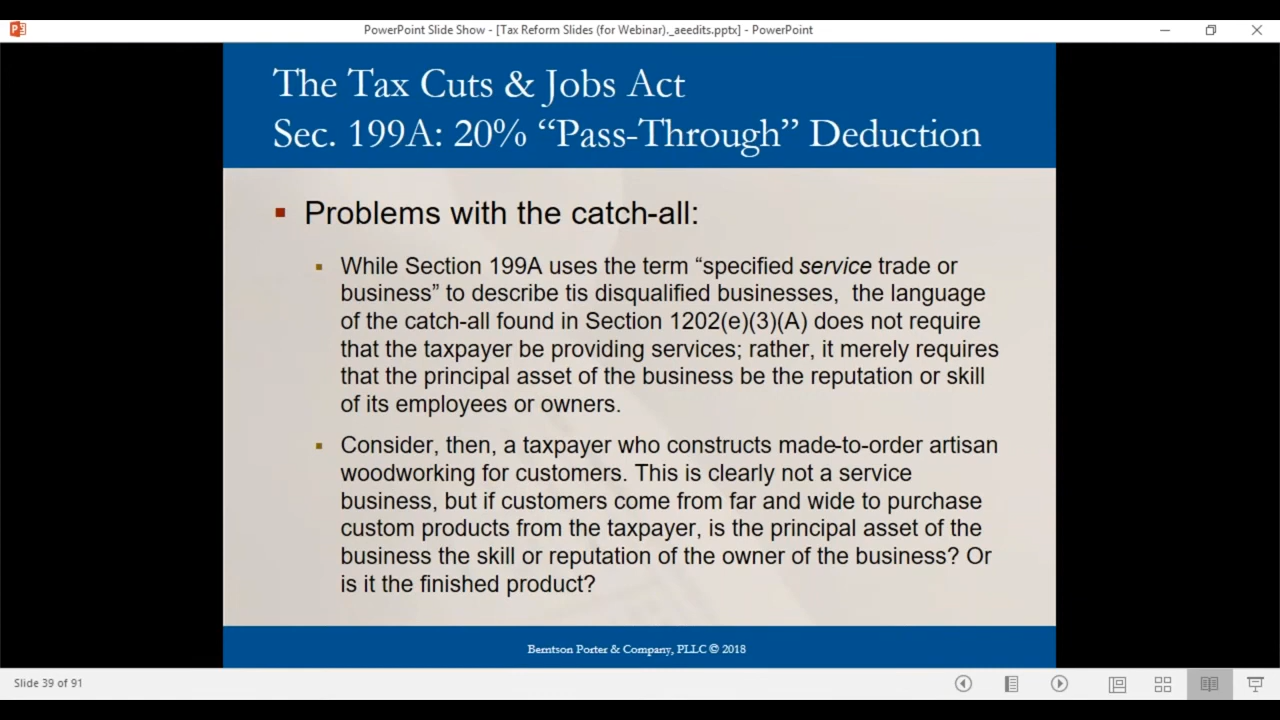 PowerPoint Slide Show - [Tax Reform Slides (for Webinar)._aeedits.pptx] - PowerPoint
The Tax Cuts & Jobs Act
Sec. 199A: 20% “Pass-Through” Deduction
Problems with the catch-all:
While Section 199A uses the term “specified service trade or
business” to describe tis disqualified businesses,  the language
of the catch-all found in Section 1202(e)(3)(A) does not require
that the taxpayer be providing services; rather, it merely requires
that the principal asset of the business be the reputation or skill
of its employees or owners.
Consider, then, a taxpayer who constructs made-to-order artisan
woodworking for customers. This is clearly not a service
business, but if customers come from far and wide to purchase
custom products from the taxpayer, is the principal asset of the
business the skill or reputation of the owner of the business? Or
is it the finished product?
Berntson Porter & Company, PLLC © 2018
Slide 39 of 91